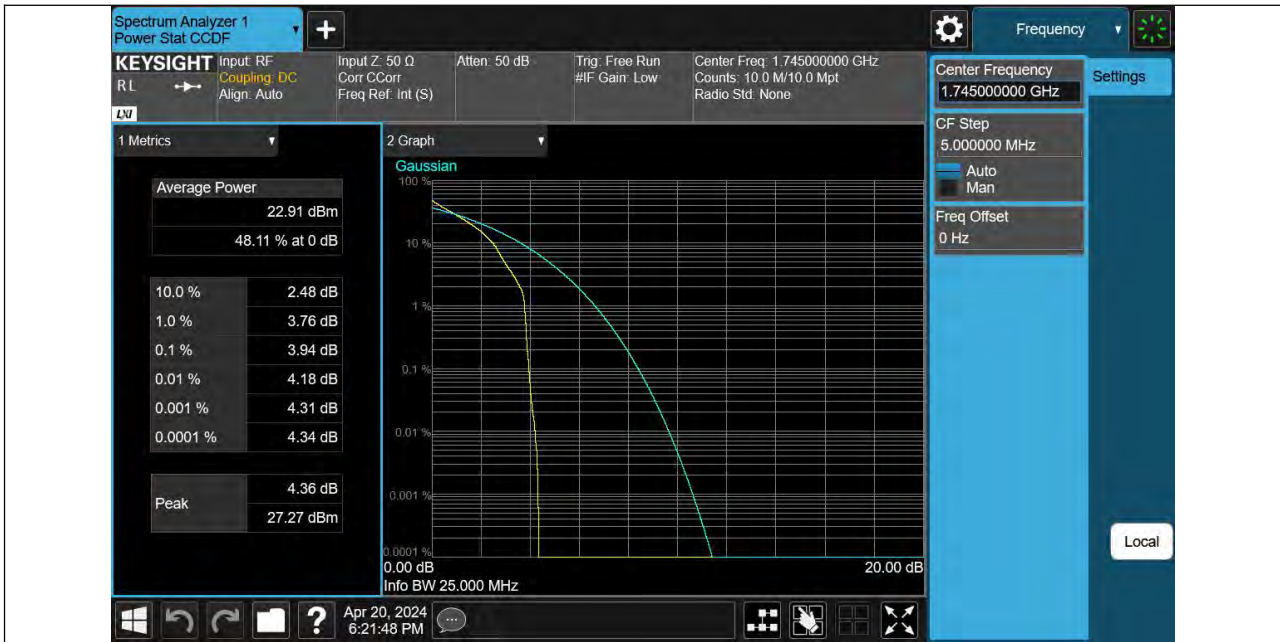 Spectrum Analyzer 1
Power Stat CCDF
Frequency
KEYSIGHT
RL
LXI
Input: RF
Coupling: DC
Align: Auto
Input Z: 50 Ω
Corr CCorr
Freq Ref: Int (S)
Atten: 50 dB
Trig: Free Run
#IF Gain: Low
Center Freq: 1.745000000 GHz
Counts: 10.0 M/10.0 Mpt
Radio Std: None
Center Frequency
1.745000000 GHz
Settings
CF Step
5.000000 MHz
Auto
Man
Freq Offset
0 Hz
Local
1 Metrics
Average Power
22.91 dBm
48.11 % at 0 dB
10.0 % 2.48 dB
1.0 % 3.76 dB
0.1 % 3.94 dB
0.01 % 4.18 dB
0.001 % 4.31 dB
0.0001 % 4.34 dB
Peak
4.36 dB
27.27 dBm
2 Graph
Gaussian
100 %
10 %
1 %
0.1 %
0.01 %
0.001 %
0.0001 %
0.00 dB 20.00 dB
Info BW 25.000 MHz
Apr 20, 2024
6:21:48 PM